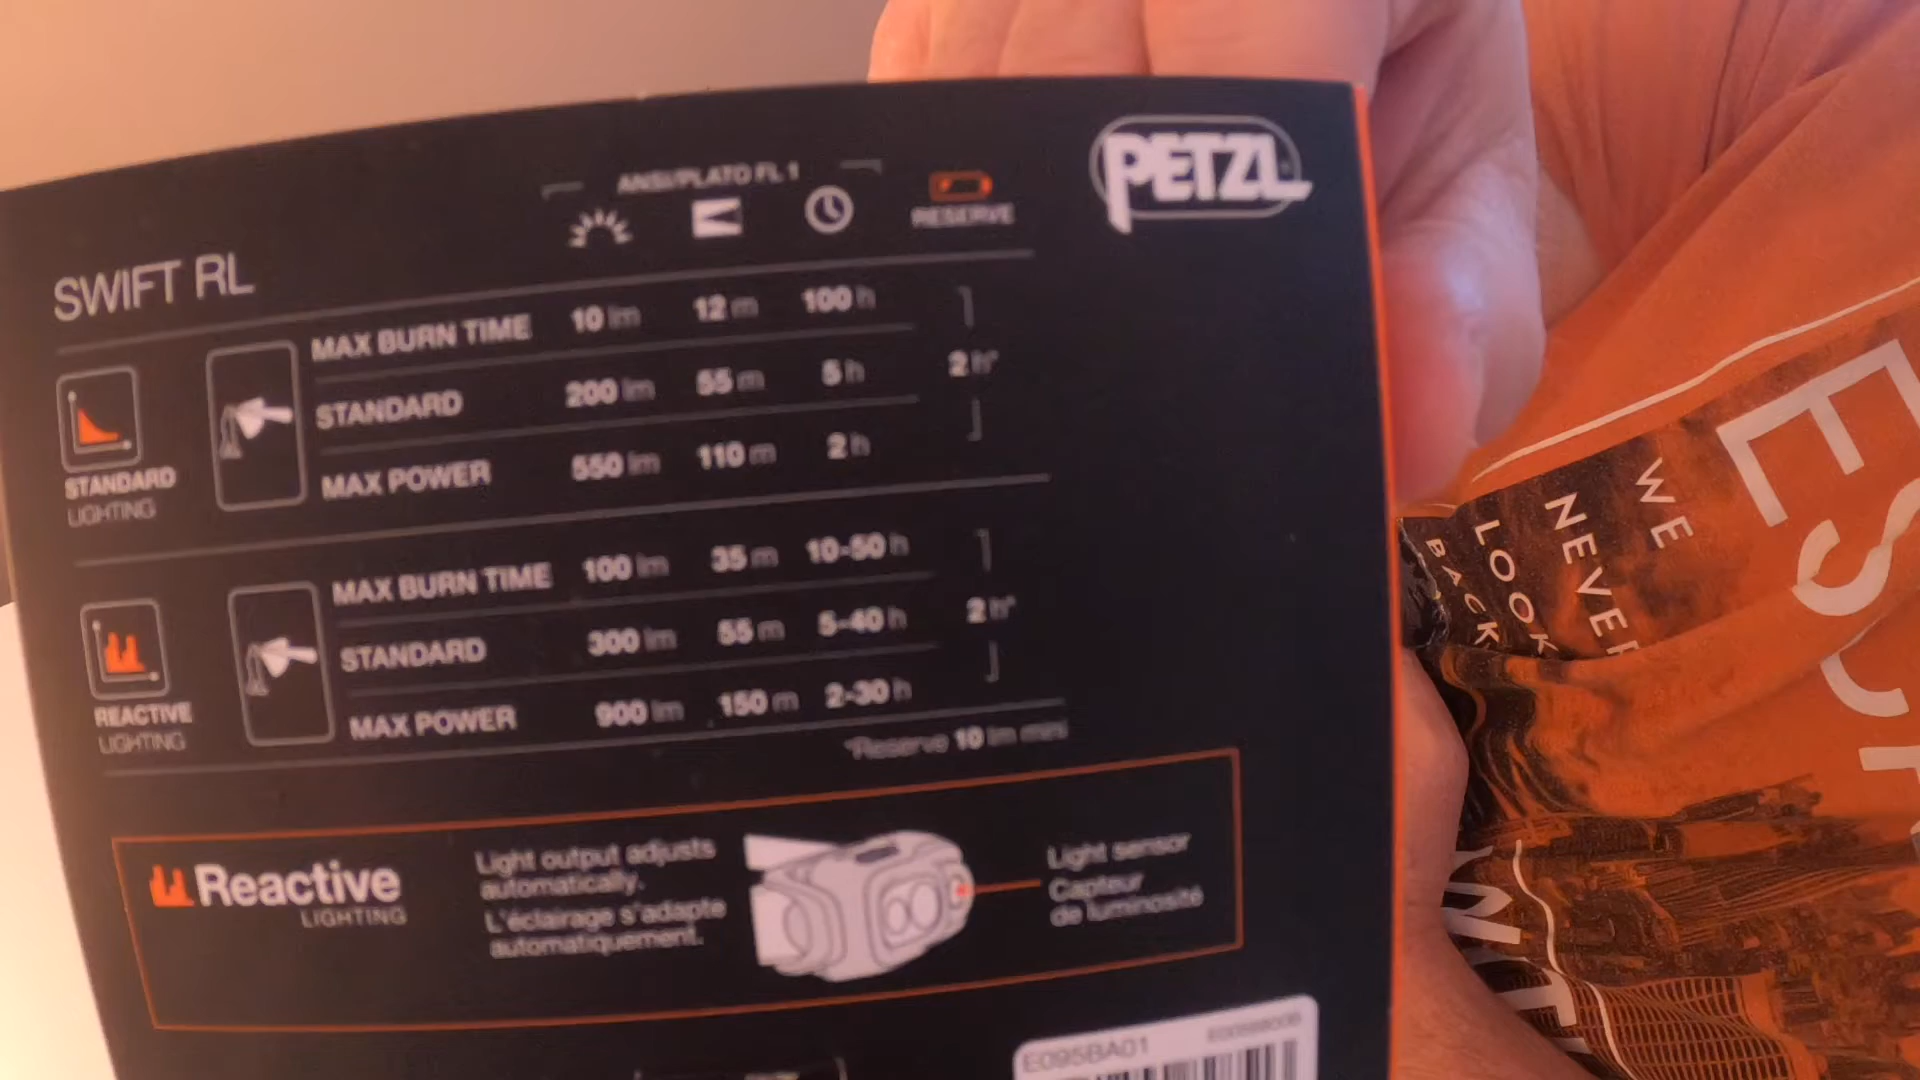 PETZL
ANSI/PLATO FL 1
RESERVE
SWIFT RL
MAX BURN TIME 10 lm 12 m 100 h
STANDARD 200 lm 55 m 5 h 2 h*
MAX POWER 550 lm 110 m 2 h
STANDARD
LIGHTING
MAX BURN TIME 100 lm 35 m 10-50 h
STANDARD 300 lm 55 m 5-40 h 2 h*
MAX POWER 900 lm 150 m 2-30 h
REACTIVE
LIGHTING
*Reserve 10 lm mini
Reactive
LIGHTING
Light output adjusts
automatically.
L'éclairage s'adapte
automatiquement.
Light sensor
Capteur
de luminosité
E095BA01
WE
NEVER
LOOK
BACK